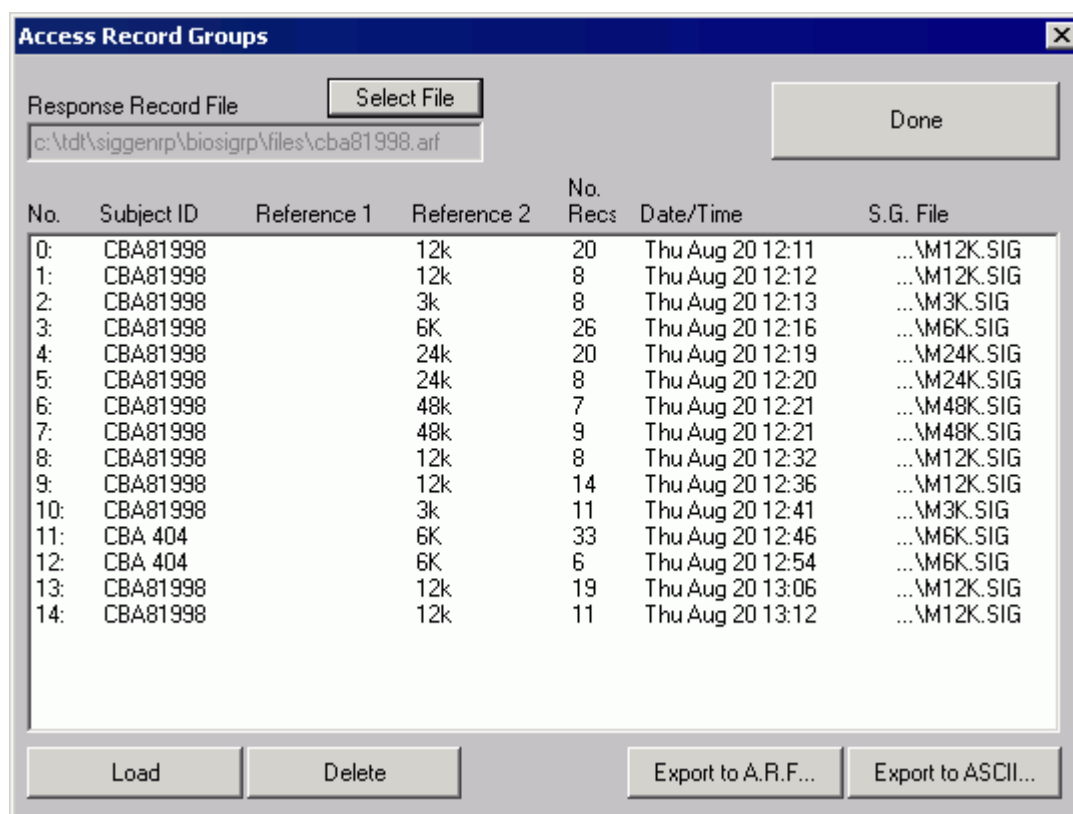 Access Record Groups
Response Record File Select File Done
c:\tdt\siggenrp\biosigrp\files\cba81998.arf
No. Subject ID Reference 1 Reference 2 No. Recs Date/Time S.G. File
0: CBA81998 12k 20 Thu Aug 20 12:11 ...\M12K.SIG
1: CBA81998 12k 8 Thu Aug 20 12:12 ...\M12K.SIG
2: CBA81998 3k 8 Thu Aug 20 12:13 ...\M3K.SIG
3: CBA81998 6K 26 Thu Aug 20 12:16 ...\M6K.SIG
4: CBA81998 24k 20 Thu Aug 20 12:19 ...\M24K.SIG
5: CBA81998 24k 8 Thu Aug 20 12:20 ...\M24K.SIG
6: CBA81998 48k 7 Thu Aug 20 12:21 ...\M48K.SIG
7: CBA81998 48k 9 Thu Aug 20 12:21 ...\M48K.SIG
8: CBA81998 12k 8 Thu Aug 20 12:32 ...\M12K.SIG
9: CBA81998 12k 14 Thu Aug 20 12:36 ...\M12K.SIG
10: CBA81998 3k 11 Thu Aug 20 12:41 ...\M3K.SIG
11: CBA 404 6K 33 Thu Aug 20 12:46 ...\M6K.SIG
12: CBA 404 6K 6 Thu Aug 20 12:54 ...\M6K.SIG
13: CBA81998 12k 19 Thu Aug 20 13:06 ...\M12K.SIG
14: CBA81998 12k 11 Thu Aug 20 13:12 ...\M12K.SIG
Load Delete Export to A.R.F... Export to ASCII...